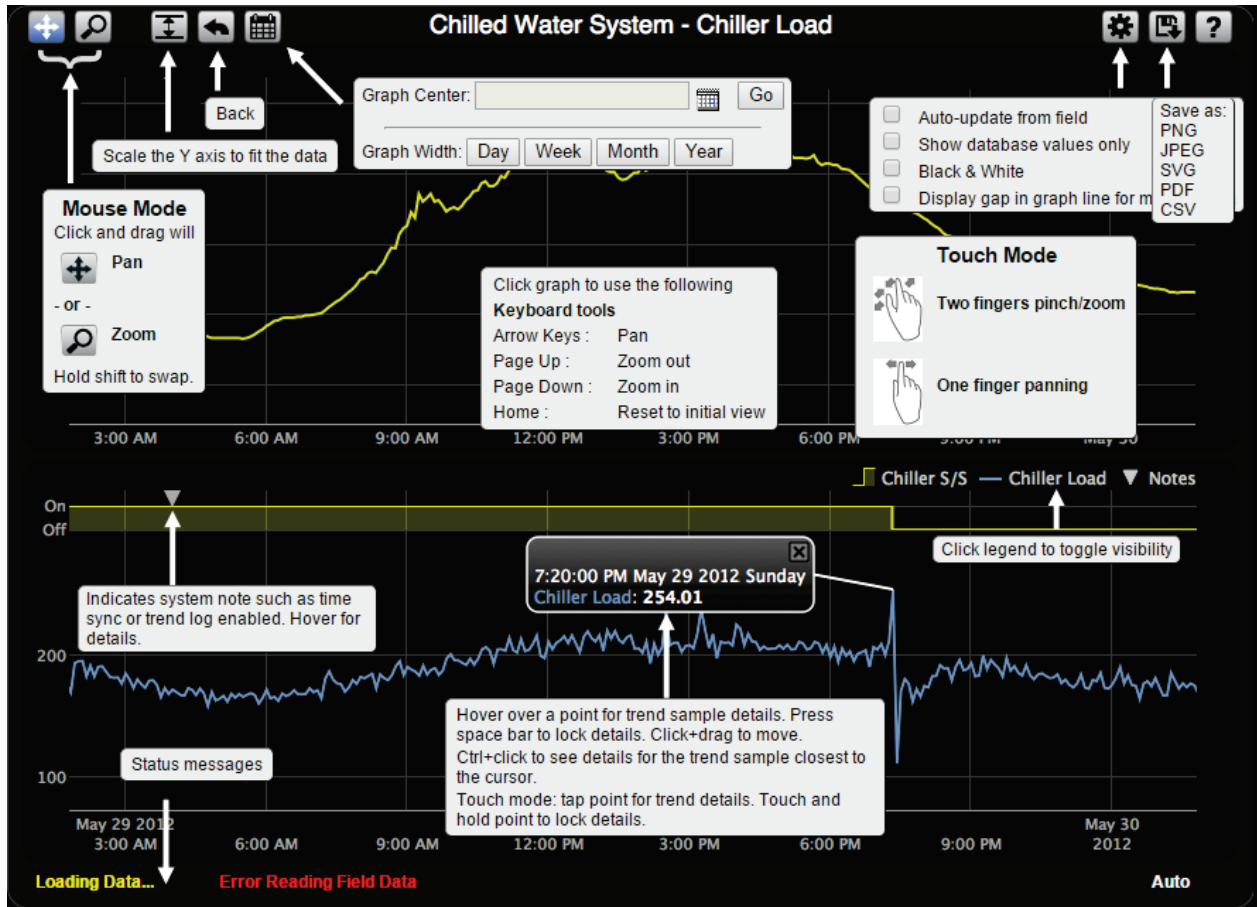 Chilled Water System - Chiller Load
?
Back
Scale the Y axis to fit the data
Graph Center:
Go
Graph Width: Day Week Month Year
Auto-update from field
Show database values only
Black & White
Display gap in graph line for m
Save as:
PNG
JPEG
SVG
PDF
CSV
Mouse Mode
Click and drag will
Pan
- or -
Zoom
Hold shift to swap.
Click graph to use the following
Keyboard tools
Arrow Keys : Pan
Page Up : Zoom out
Page Down : Zoom in
Home : Reset to initial view
Touch Mode
Two fingers pinch/zoom
One finger panning
3:00 AM 6:00 AM 9:00 AM 12:00 PM 3:00 PM 6:00 PM 9:00 PM May 30
Chiller S/S Chiller Load Notes
On
Off
Click legend to toggle visibility
7:20:00 PM May 29 2012 Sunday
Chiller Load: 254.01
Indicates system note such as time
sync or trend log enabled. Hover for
details.
200
Hover over a point for trend sample details. Press
space bar to lock details. Click+drag to move.
Ctrl+click to see details for the trend sample closest to
the cursor.
Touch mode: tap point for trend details. Touch and
hold point to lock details.
Status messages
100
May 29 2012
3:00 AM 6:00 AM 9:00 AM 12:00 PM 3:00 PM 6:00 PM 9:00 PM
May 30
2012
Loading Data... Error Reading Field Data Auto